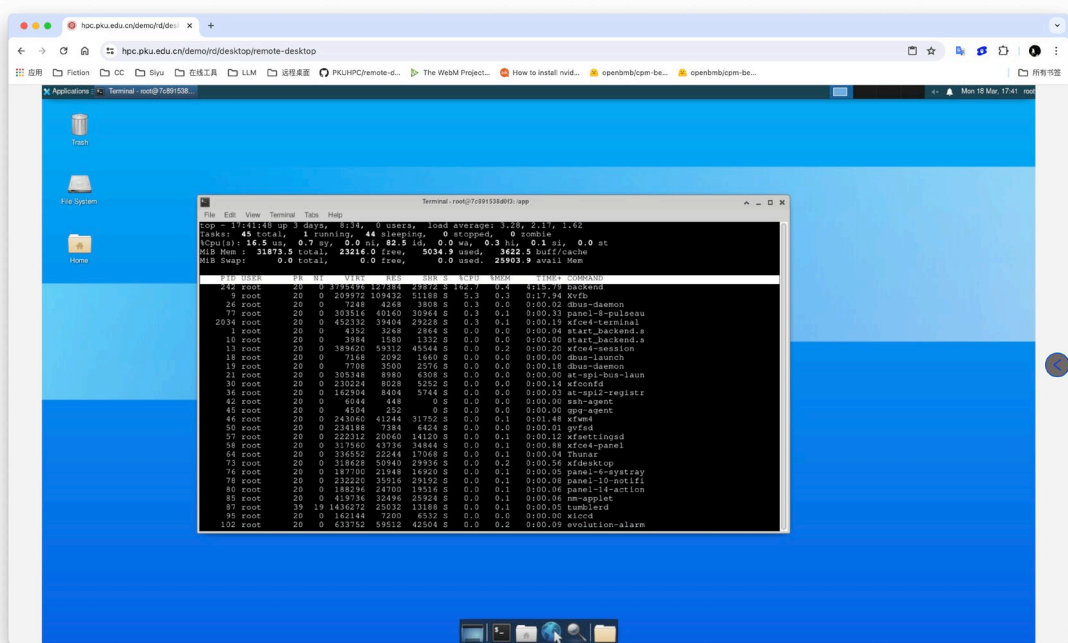 hpc.pku.edu.cn/demo/rd/desk
hpc.pku.edu.cn/demo/rd/desktop/remote-desktop
应用 Fiction CC Siyu 在线工具 LLM 远程桌面 PKUHPC/remote-d... The WebM Project... How to install nvid... openbmb/cpm-be... openbmb/cpm-be... 所有书签
Applications Terminal - root@7c891538... Mon 18 Mar, 17:41 root
Trash
File System
Home
Terminal - root@7c891538d0f3: /app
File Edit View Terminal Tabs Help
top - 17:41:48 up 3 days, 8:34, 0 users, load average: 3.28, 2.17, 1.62
Tasks: 45 total, 1 running, 44 sleeping, 0 stopped, 0 zombie
%Cpu(s): 16.5 us, 0.7 sy, 0.0 ni, 82.5 id, 0.0 wa, 0.3 hi, 0.1 si, 0.0 st
MiB Mem : 31873.5 total, 23216.0 free, 5034.9 used, 3622.5 buff/cache
MiB Swap: 0.0 total, 0.0 free, 0.0 used. 25903.9 avail Mem
PID USER PR NI VIRT RES SHR S %CPU %MEM TIME+ COMMAND
242 root 20 0 3795496 127384 29872 S 162.7 0.4 4:15.79 backend
9 root 20 0 209972 109432 51188 S 5.3 0.3 0:17.94 Xvfb
26 root 20 0 7248 4268 3808 S 0.3 0.0 0:00.02 dbus-daemon
77 root 20 0 303516 40160 30964 S 0.3 0.1 0:00.33 panel-8-pulseau
2034 root 20 0 452332 39404 29228 S 0.3 0.1 0:00.19 xfce4-terminal
1 root 20 0 4352 3268 2864 S 0.0 0.0 0:00.04 start_backend.s
10 root 20 0 3984 1580 1332 S 0.0 0.0 0:00.00 start_backend.s
13 root 20 0 389620 59312 45544 S 0.0 0.2 0:00.20 xfce4-session
18 root 20 0 7168 2092 1660 S 0.0 0.0 0:00.00 dbus-launch
19 root 20 0 7708 3500 2576 S 0.0 0.0 0:00.18 dbus-daemon
21 root 20 0 305348 8980 6308 S 0.0 0.0 0:00.00 at-spi-bus-laun
30 root 20 0 230224 8028 5252 S 0.0 0.0 0:00.14 xfconfd
36 root 20 0 162904 8404 5744 S 0.0 0.0 0:00.03 at-spi2-registr
42 root 20 0 6044 448 0 S 0.0 0.0 0:00.00 ssh-agent
45 root 20 0 4504 252 0 S 0.0 0.0 0:00.00 gpg-agent
46 root 20 0 243060 41244 31752 S 0.0 0.1 0:01.48 xfwm4
50 root 20 0 234188 7384 6424 S 0.0 0.0 0:00.01 gvfsd
57 root 20 0 222312 20060 14120 S 0.0 0.1 0:00.12 xfsettingsd
58 root 20 0 317560 43736 34844 S 0.0 0.1 0:00.88 xfce4-panel
64 root 20 0 336552 22244 17068 S 0.0 0.1 0:00.04 Thunar
73 root 20 0 318628 50940 29936 S 0.0 0.2 0:00.56 xfdesktop
76 root 20 0 187700 21948 16920 S 0.0 0.1 0:00.05 panel-6-systray
78 root 20 0 232220 35916 29192 S 0.0 0.1 0:00.08 panel-10-notifi
80 root 20 0 188296 24700 19516 S 0.0 0.1 0:00.06 panel-14-action
85 root 20 0 419736 32496 25924 S 0.0 0.1 0:00.06 nm-applet
87 root 39 19 1436272 25032 13188 S 0.0 0.1 0:00.05 tumblerd
95 root 20 0 162144 7200 6532 S 0.0 0.0 0:00.00 xiccd
102 root 20 0 633752 59512 42504 S 0.0 0.2 0:00.09 evolution-alarm